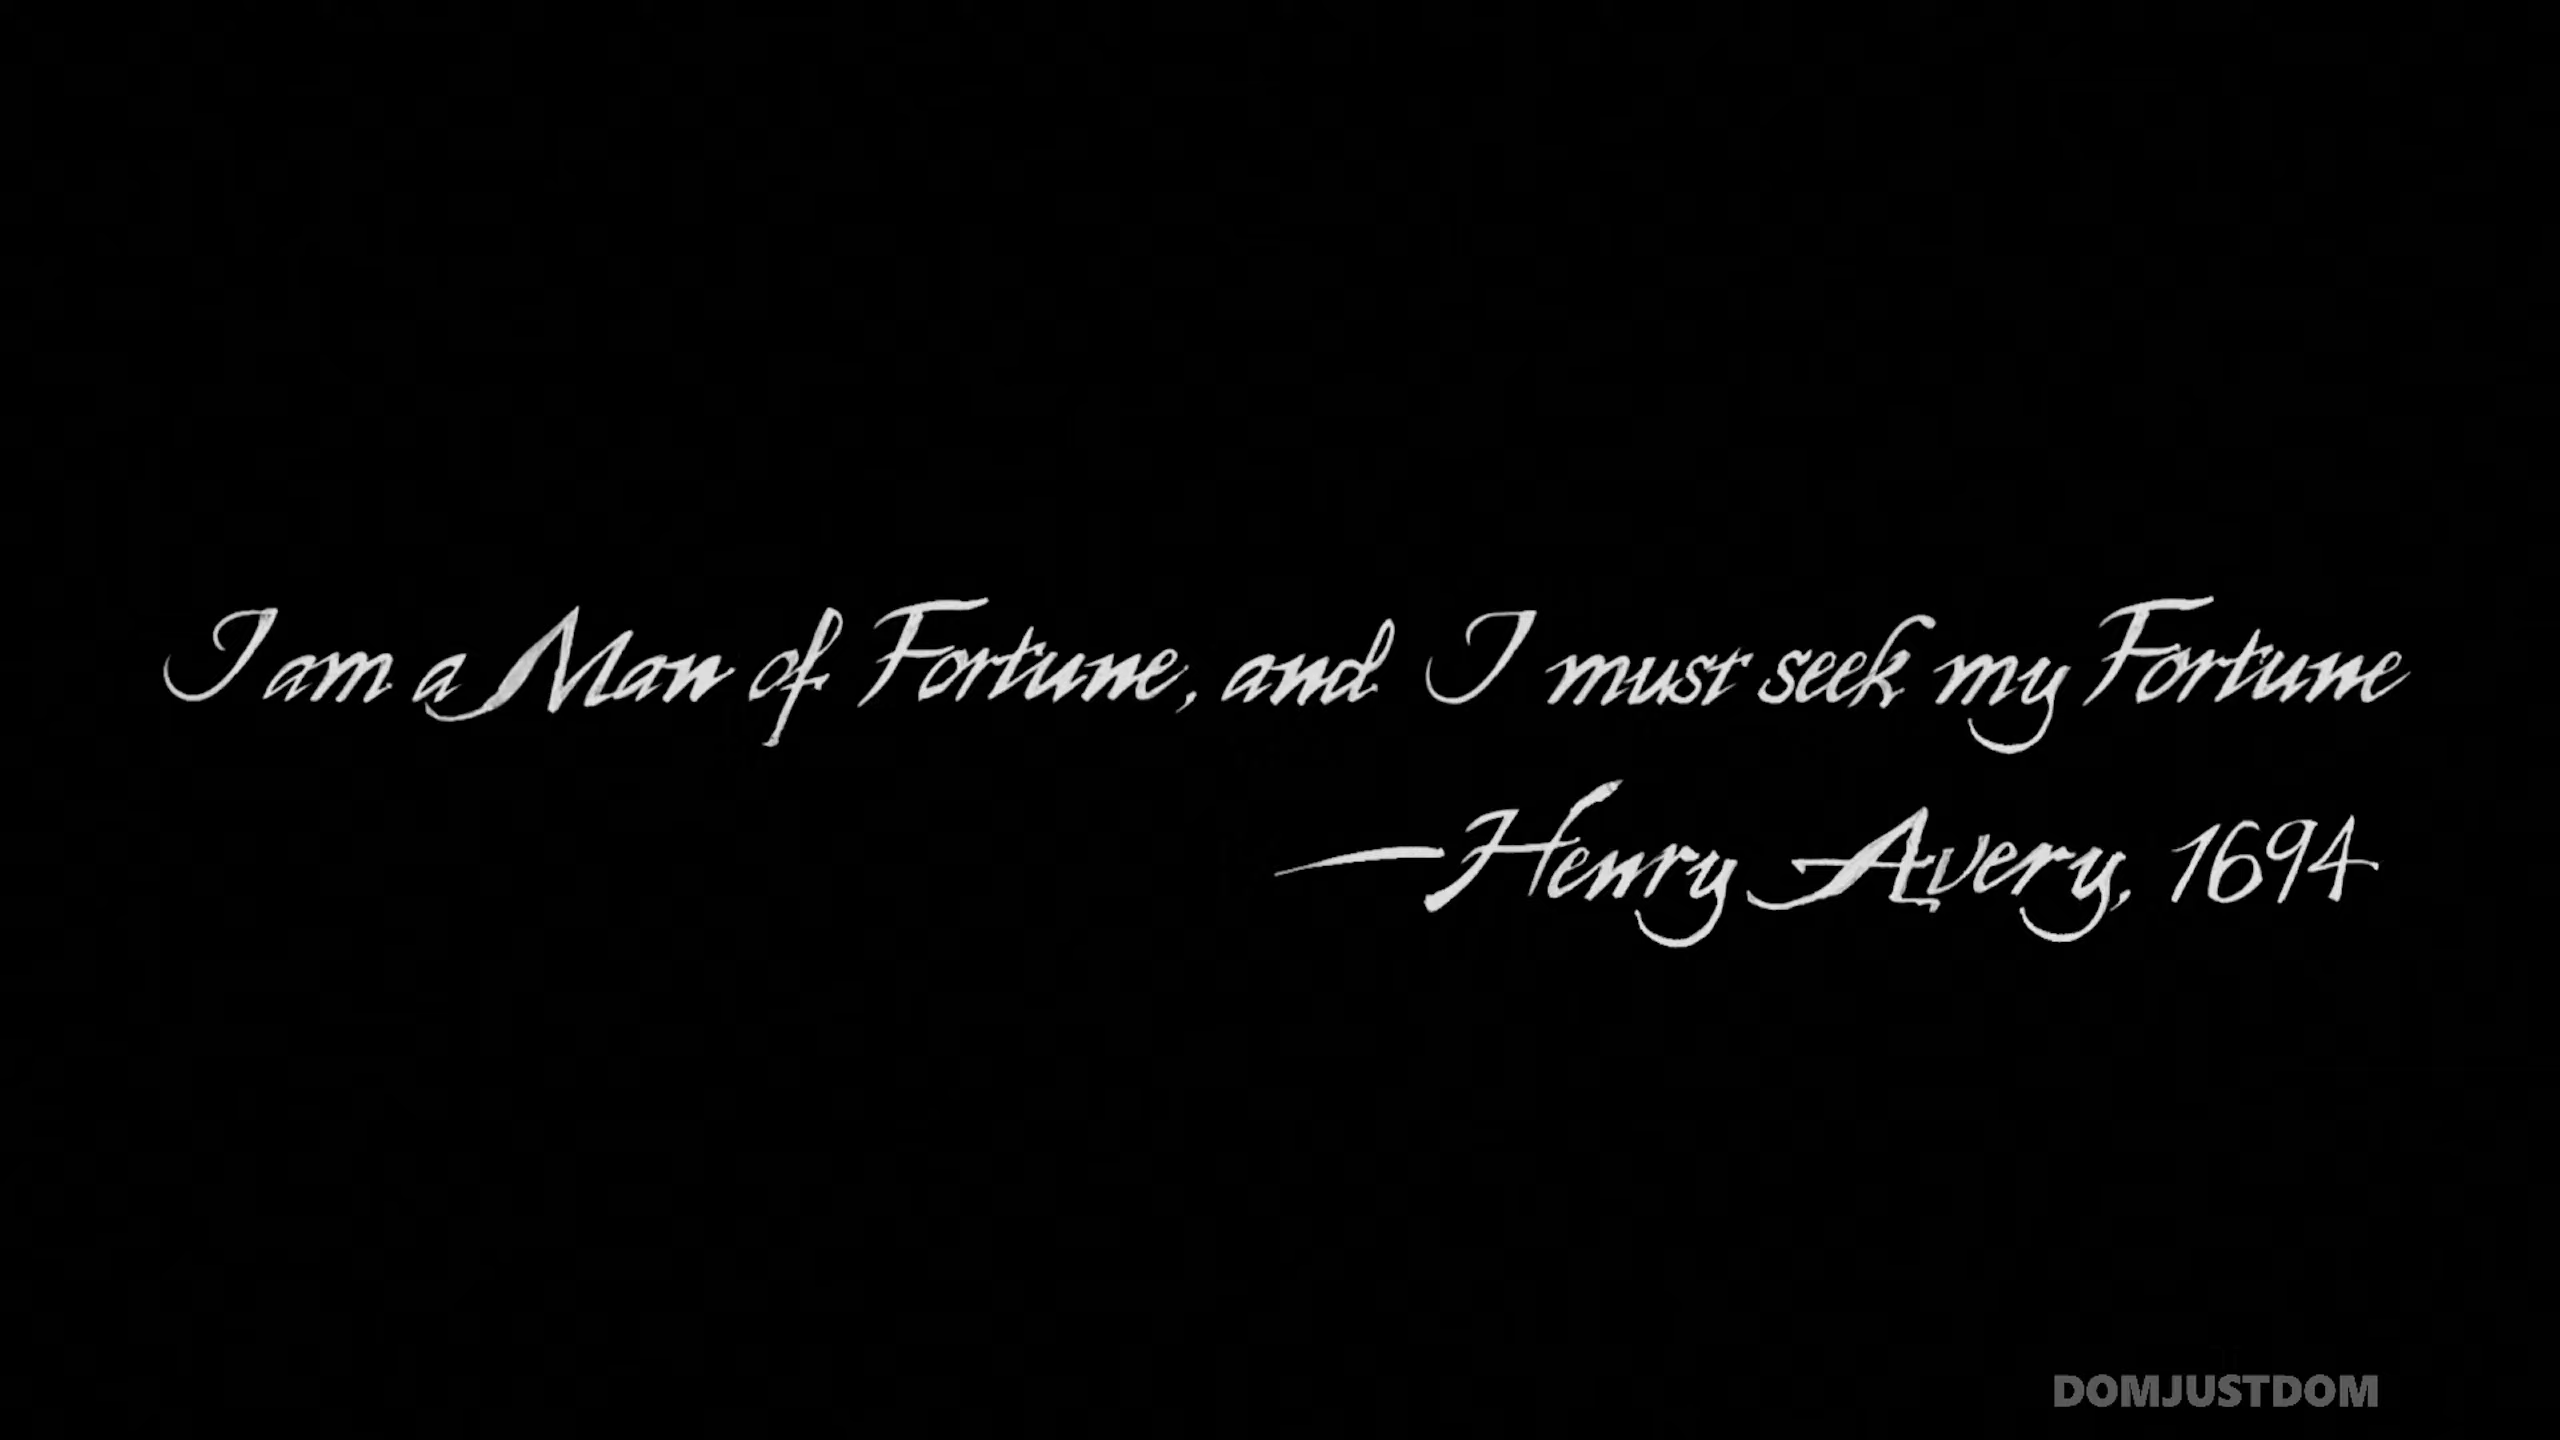 I am a Man of Fortune, and I must seek my Fortune
—Henry Avery, 1694
DOMJUSTDOM